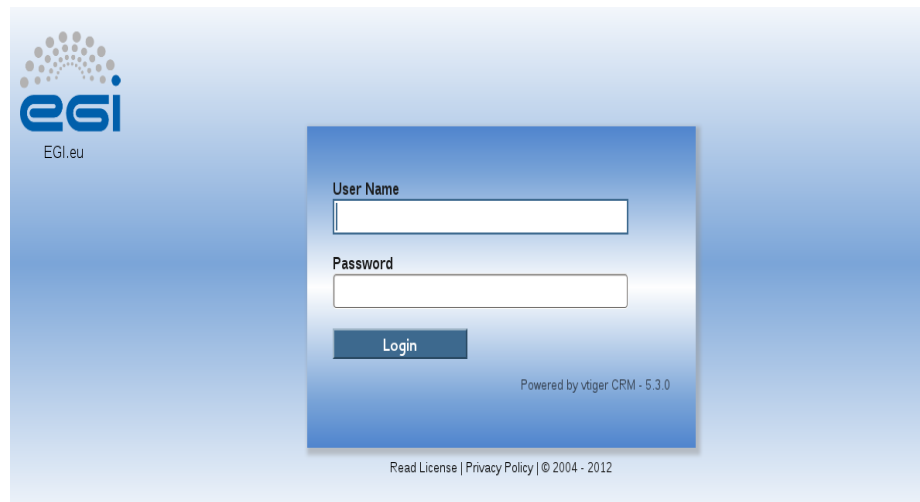 egi
EGI.eu
User Name
Password
Login
Powered by vtiger CRM - 5.3.0
Read License | Privacy Policy | © 2004 - 2012